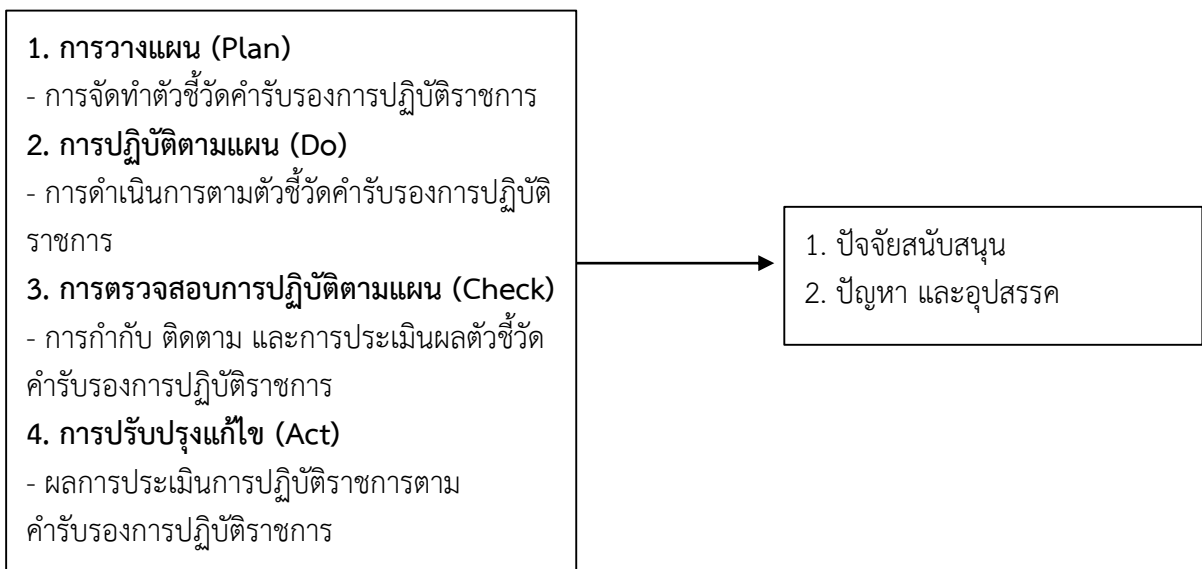 1. การวางแผน (Plan)
- การจัดทำตัวชี้วัดคำรับรองการปฏิบัติราชการ
2. การปฏิบัติตามแผน (Do)
- การดำเนินการตามตัวชี้วัดคำรับรองการปฏิบัติ
ราชการ
3. การตรวจสอบการปฏิบัติตามแผน (Check)
- การกำกับ ติดตาม และการประเมินผลตัวชี้วัด
คำรับรองการปฏิบัติราชการ
4. การปรับปรุงแก้ไข (Act)
- ผลการประเมินการปฏิบัติราชการตาม
คำรับรองการปฏิบัติราชการ
1. ปัจจัยสนับสนุน
2. ปัญหา และอุปสรรค